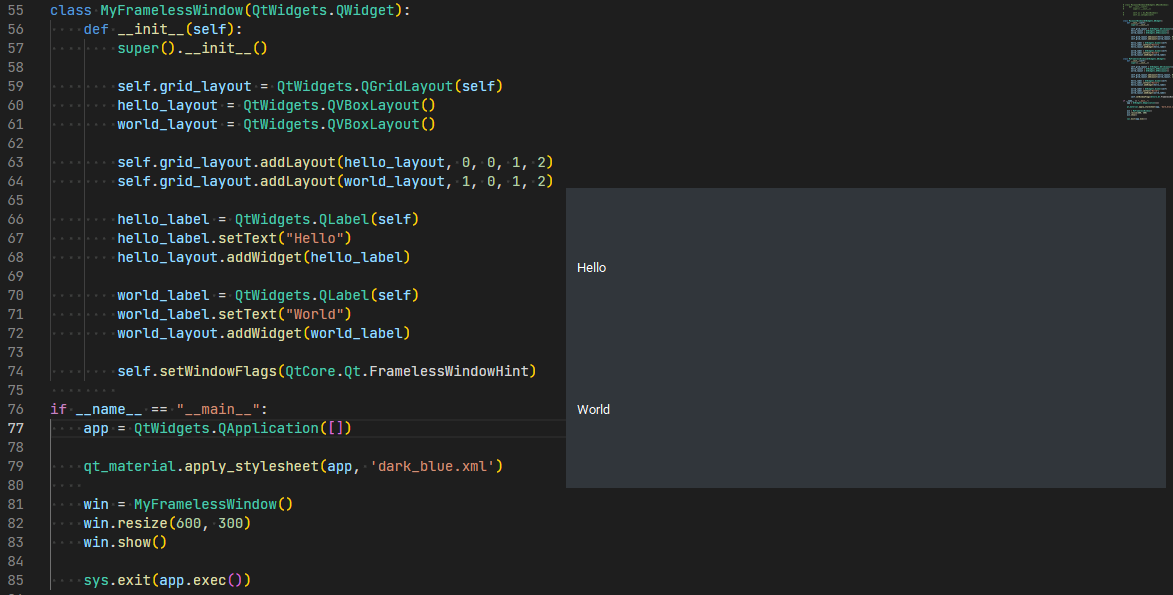 55 class MyFramelessWindow(QtWidgets.QWidget):
56     def __init__(self):
57         super().__init__()
58
59         self.grid_layout = QtWidgets.QGridLayout(self)
60         hello_layout = QtWidgets.QVBoxLayout()
61         world_layout = QtWidgets.QVBoxLayout()
62
63         self.grid_layout.addLayout(hello_layout, 0, 0, 1, 2)
64         self.grid_layout.addLayout(world_layout, 1, 0, 1, 2)
65
66         hello_label = QtWidgets.QLabel(self)
67         hello_label.setText("Hello")
68         hello_layout.addWidget(hello_label)
69
70         world_label = QtWidgets.QLabel(self)
71         world_label.setText("World")
72         world_layout.addWidget(world_label)
73
74         self.setWindowFlags(QtCore.Qt.FramelessWindowHint)
75
76 if __name__ == "__main__":
77     app = QtWidgets.QApplication([])
78
79     qt_material.apply_stylesheet(app, 'dark_blue.xml')
80
81     win = MyFramelessWindow()
82     win.resize(600, 300)
83     win.show()
84
85     sys.exit(app.exec())
Hello
World